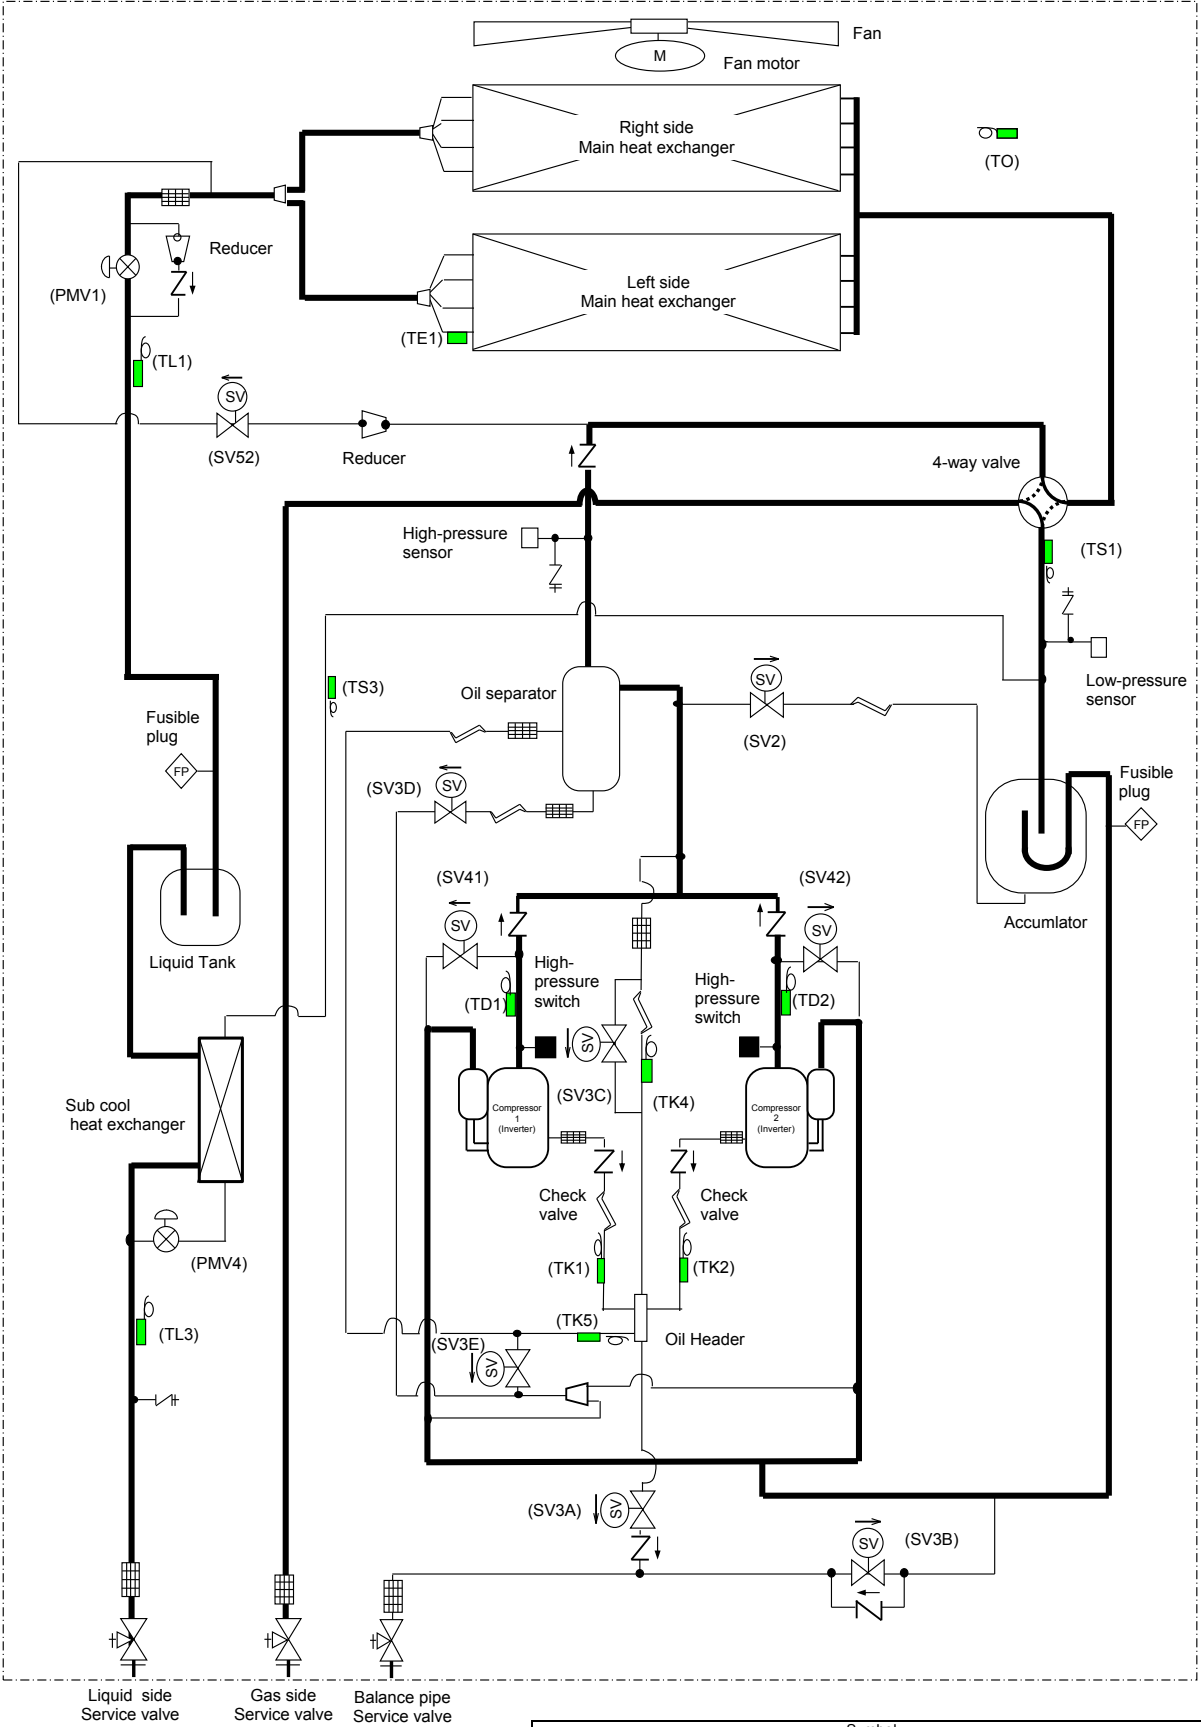 Fan
M
Fan motor
Right side
Main heat exchanger
(TO)
Reducer
(PMV1)
Left side
Main heat exchanger
(TE1)
(TL1)
SV
(SV52)
Reducer
4-way valve
High-pressure
sensor
(TS1)
Low-pressure
sensor
(TS3)
Oil separator
SV
(SV2)
Fusible
plug
FP
(SV3D)
SV
Fusible
plug
FP
(SV41)
(SV42)
SV
SV
Accumlator
Liquid Tank
High-
pressure
switch
High-
pressure
switch
(TD1)
(TD2)
SV
(SV3C)
(TK4)
Sub cool
heat exchanger
Compressor
1
(Inverter)
Compressor
2
(Inverter)
Check
valve
Check
valve
(PMV4)
(TK1)
(TK2)
(TL3)
(TK5)
Oil Header
(SV3E)
SV
(SV3A)
SV
SV
(SV3B)
Liquid side
Service valve
Gas side
Service valve
Balance pipe
Service valve